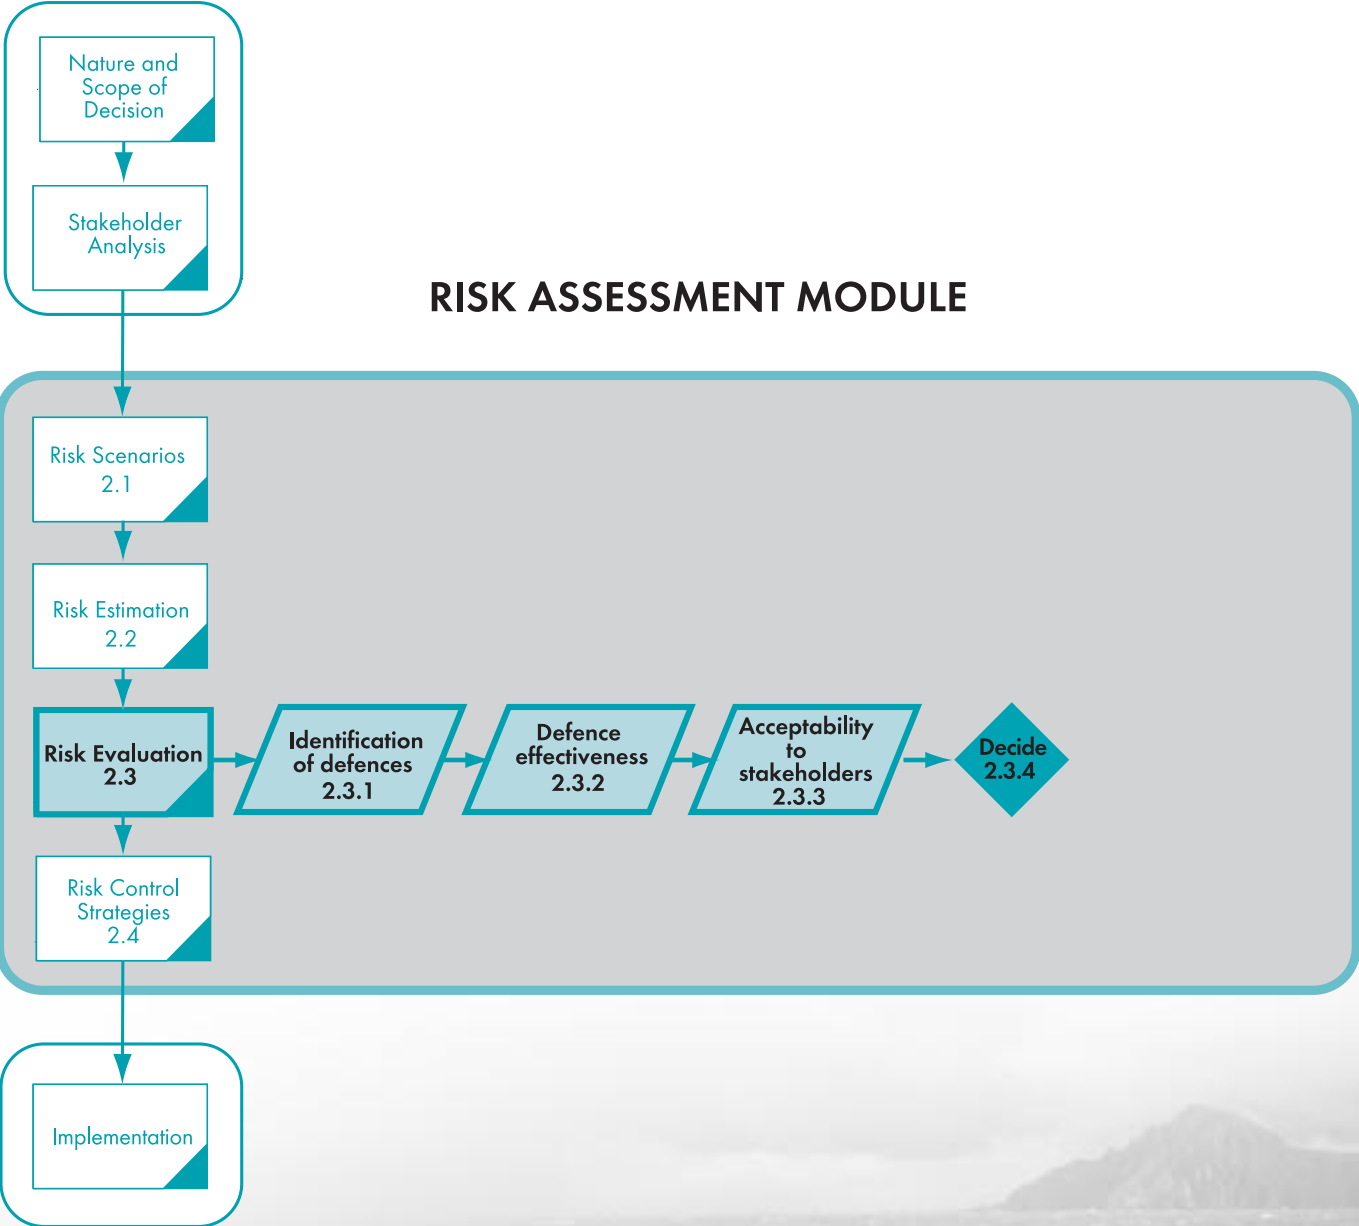 Nature and
Scope of
Decision
Stakeholder
Analysis
RISK ASSESSMENT MODULE
Risk Scenarios
2.1
Risk Estimation
2.2
Risk Evaluation
2.3
Identification
of defences
2.3.1
Defence
effectiveness
2.3.2
Acceptability
to
stakeholders
2.3.3
Decide
2.3.4
Risk Control
Strategies
2.4
Implementation